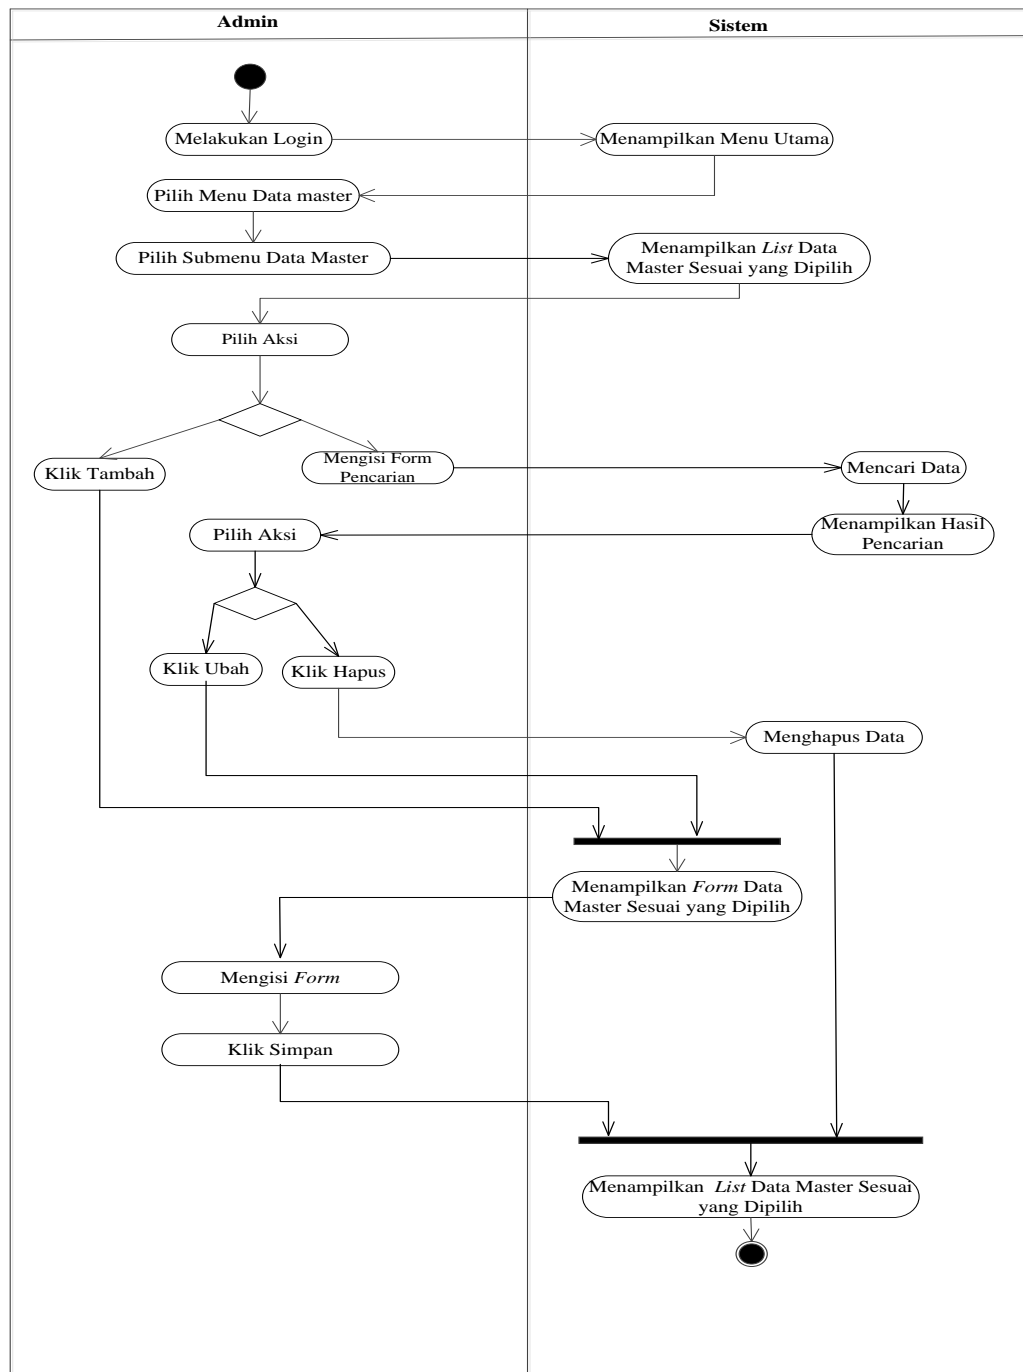 Admin
Sistem
Melakukan Login
Menampilkan Menu Utama
Pilih Menu Data master
Pilih Submenu Data Master
Menampilkan List Data
Master Sesuai yang Dipilih
Pilih Aksi
Klik Tambah
Mengisi Form
Pencarian
Mencari Data
Pilih Aksi
Menampilkan Hasil
Pencarian
Klik Ubah
Klik Hapus
Menghapus Data
Menampilkan Form Data
Master Sesuai yang Dipilih
Mengisi Form
Klik Simpan
Menampilkan List Data Master Sesuai
yang Dipilih